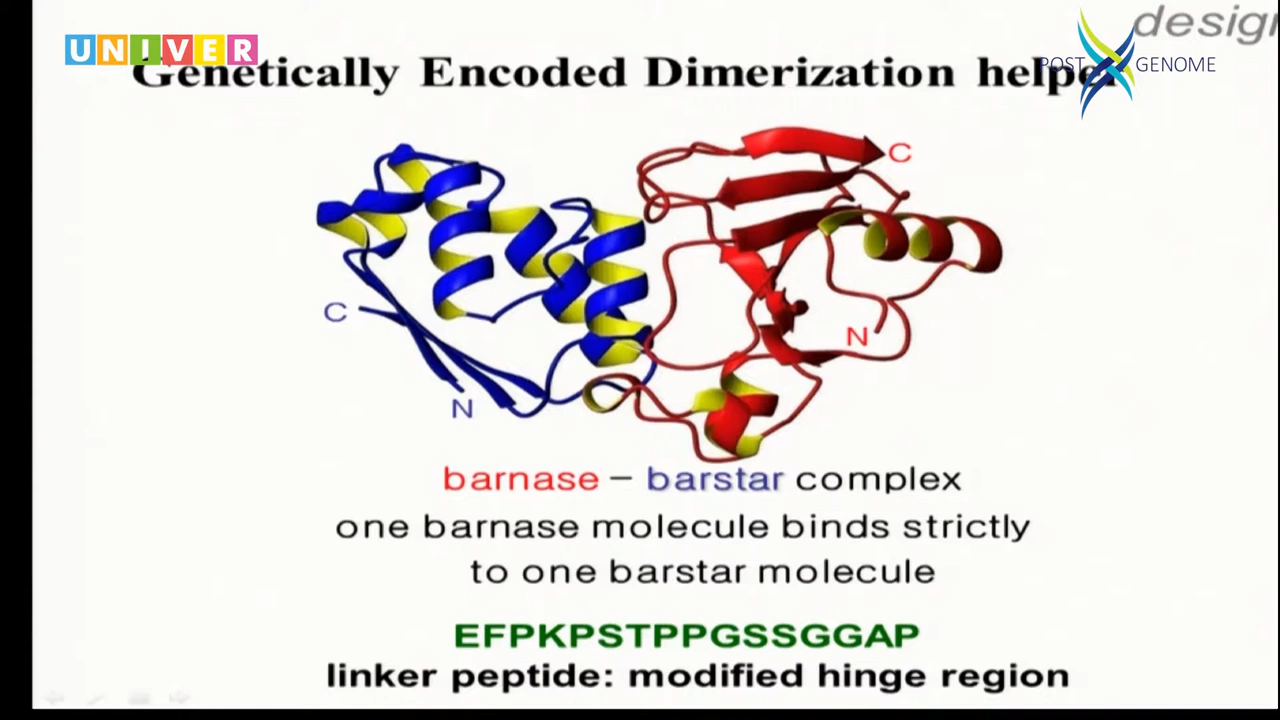 design
UNIVER
POST GENOME
Genetically Encoded Dimerization helper
C
C
N
N
barnase – barstar complex
one barnase molecule binds strictly
to one barstar molecule
EFPKPSTPPGSSGGAP
linker peptide: modified hinge region